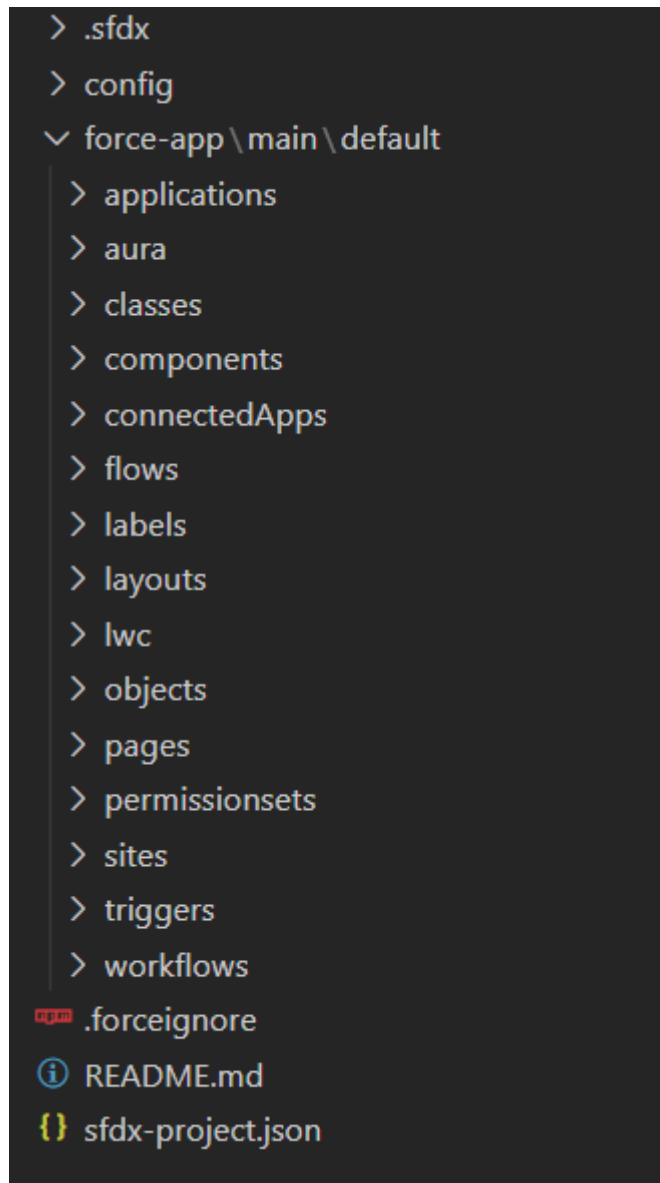 .sfdx
config
force-app\main\default
applications
aura
classes
components
connectedApps
flows
labels
layouts
lwc
objects
pages
permissionsets
sites
triggers
workflows
.forceignore
README.md
{} sfdx-project.json